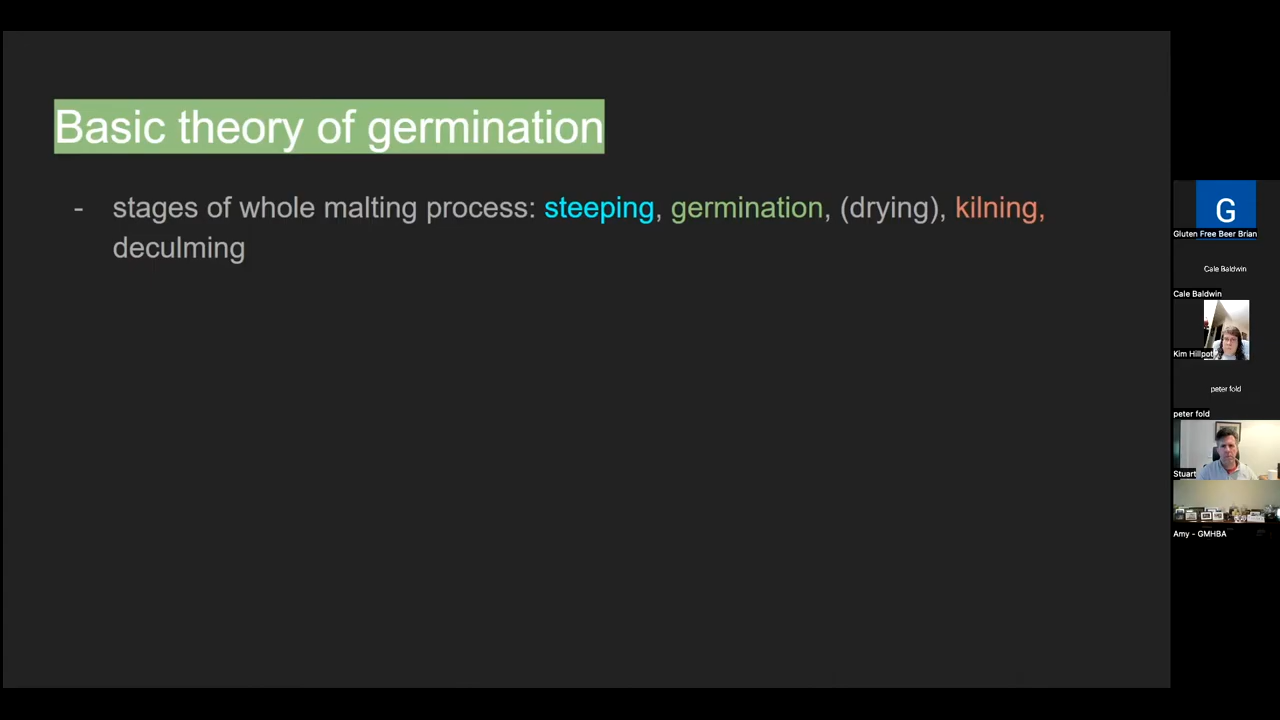 Basic theory of germination
- stages of whole malting process: steeping, germination, (drying), kilning,
deculming
G
Gluten Free Beer Brian
Cale Baldwin
Cale Baldwin
Kim Hillpot
peter fold
peter fold
Stuart
Amy - GMHBA